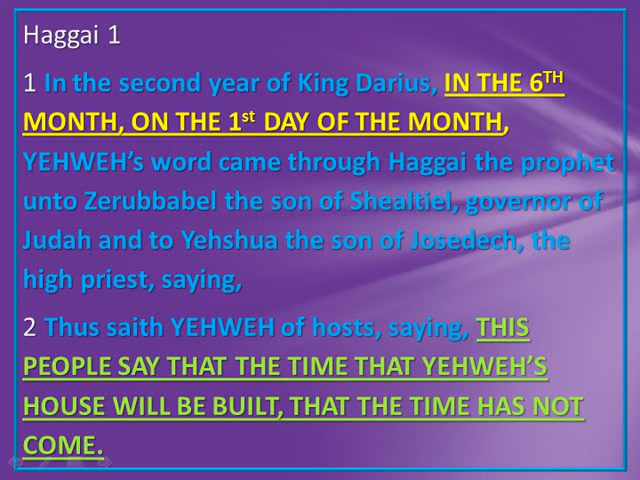 Haggai 1
1 In the second year of King Darius, IN THE 6TH
MONTH, ON THE 1st DAY OF THE MONTH,
YEHWEH’s word came through Haggai the prophet
unto Zerubbabel the son of Shealtiel, governor of
Judah and to Yehshua the son of Josedech, the
high priest, saying,
2 Thus saith YEHWEH of hosts, saying, THIS
PEOPLE SAY THAT THE TIME THAT YEHWEH’S
HOUSE WILL BE BUILT, THAT THE TIME HAS NOT
COME.